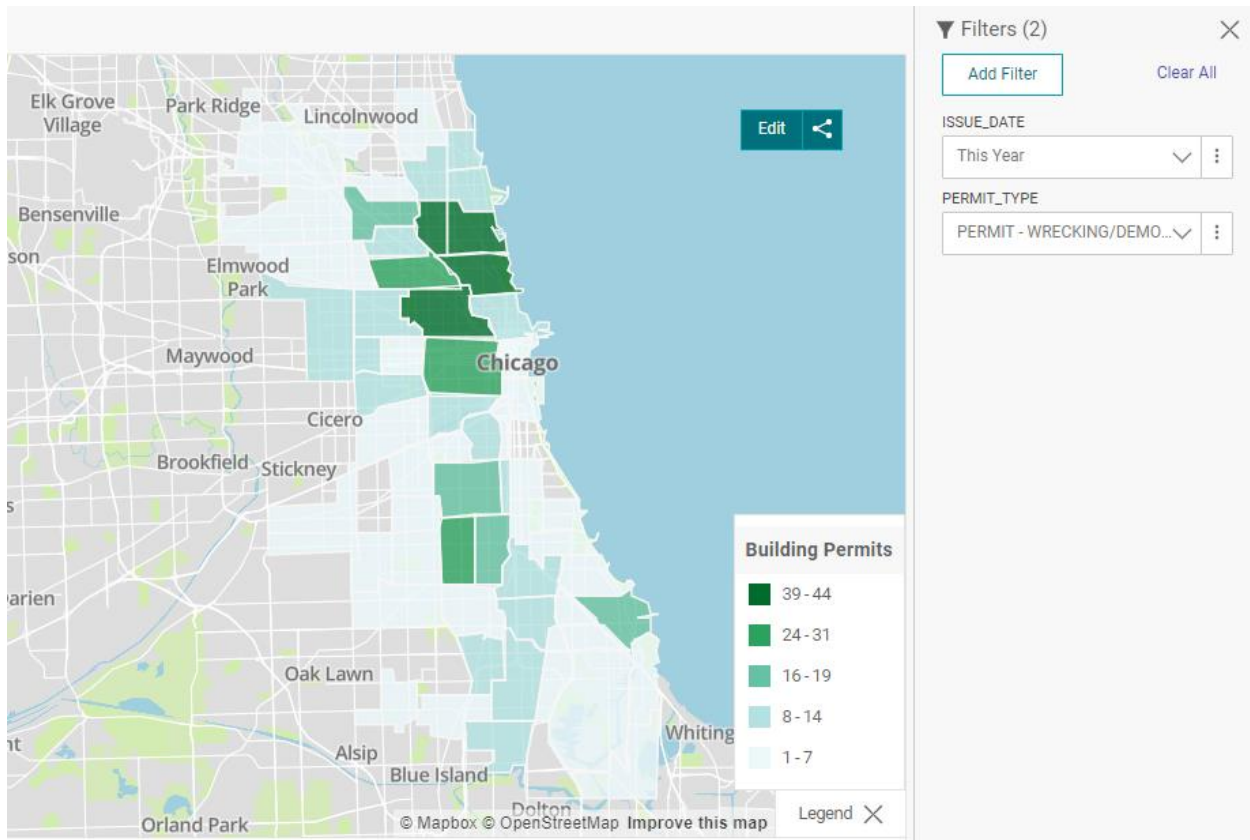 Elk Grove
Village
Park Ridge
Lincolnwood
Bensenville
son
Elmwood
Park
Maywood
Chicago
Cicero
Brookfield
Stickney
s
arien
Oak Lawn
Whiting
nt
Alsip
Blue Island
Dolton
Orland Park
© Mapbox © OpenStreetMap Improve this map
Edit
Building Permits
39 - 44
24 - 31
16 - 19
8 - 14
1 - 7
Legend
Filters (2)
Add Filter
Clear All
ISSUE_DATE
This Year
PERMIT_TYPE
PERMIT - WRECKING/DEMO...